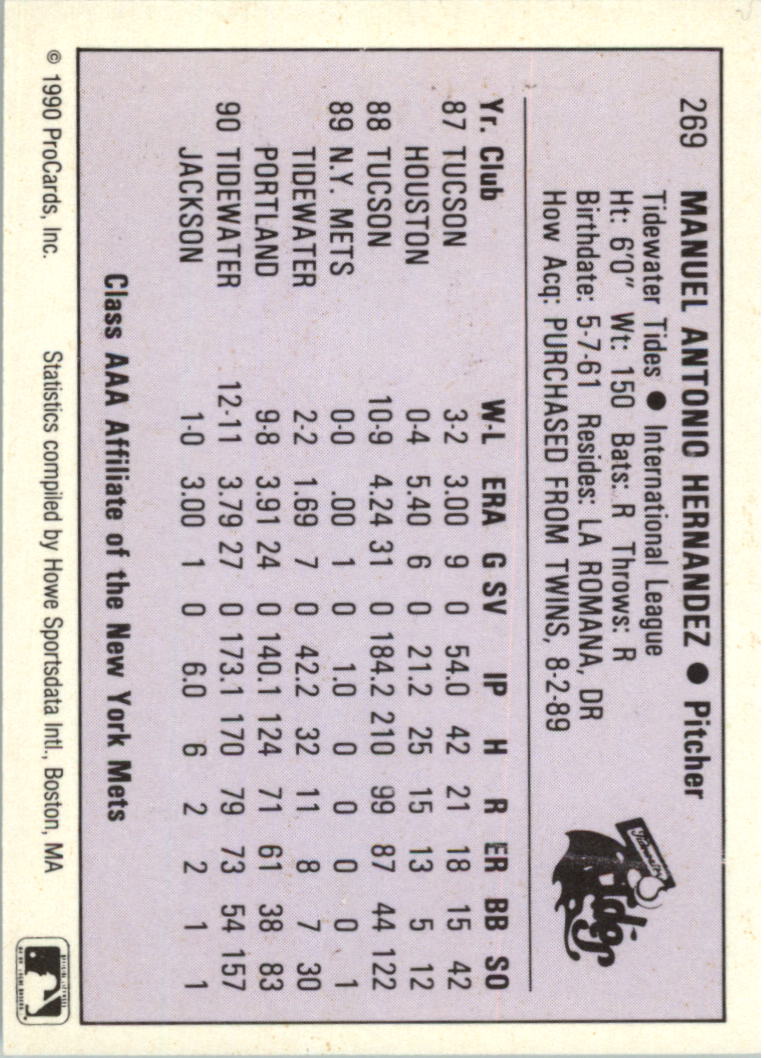 269 MANUEL ANTONIO HERNANDEZ ● Pitcher
Tidewater Tides ● International League
Ht: 6'0" Wt: 150 Bats: R Throws: R
Birthdate: 5-7-61 Resides: LA ROMANA, DR
How Acq: PURCHASED FROM TWINS, 8-2-89
Tidewater Tides
Yr. Club W-L ERA G SV IP H R ER BB SO
87 TUCSON 3-2 3.00 9 0 54.0 42 21 18 15 42
HOUSTON 0-4 5.40 6 0 21.2 25 15 13 5 12
88 TUCSON 10-9 4.24 31 0 184.2 210 99 87 44 122
89 N.Y. METS 0-0 .00 1 0 1.0 0 0 0 0 1
TIDEWATER 2-2 1.69 7 0 42.2 32 11 8 7 30
PORTLAND 9-8 3.91 24 0 140.1 124 71 61 38 83
90 TIDEWATER 12-11 3.79 27 0 173.1 170 79 73 54 157
JACKSON 1-0 3.00 1 0 6.0 6 2 2 1 1
Class AAA Affiliate of the New York Mets
© 1990 ProCards, Inc. Statistics compiled by Howe Sportsdata Intl., Boston, MA